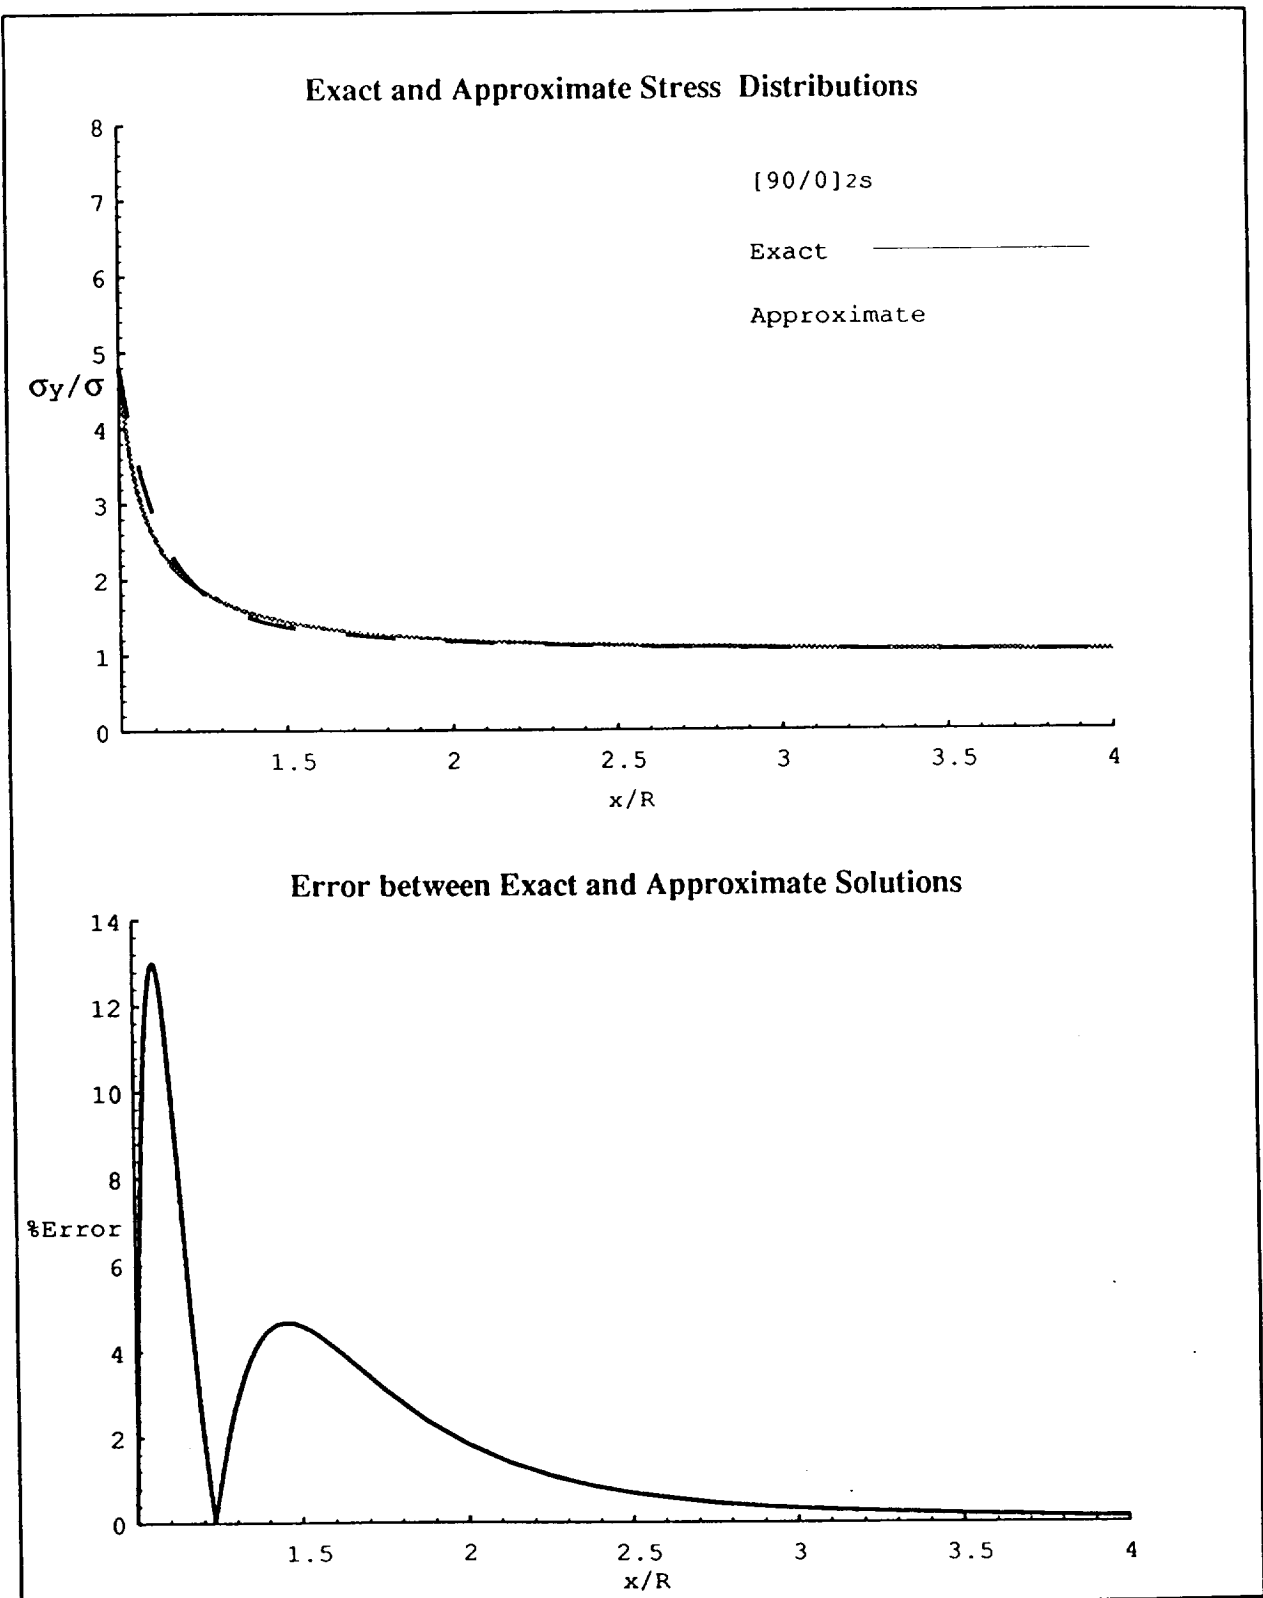 Exact and Approximate Stress Distributions
8
[90/0]2s
7
Exact
6
Approximate
5
σy/σ
4
3
2
1
0
1.5 2 2.5 3 3.5 4
x/R
Error between Exact and Approximate Solutions
14
12
10
8
%Error
6
4
2
0
1.5 2 2.5 3 3.5 4
x/R